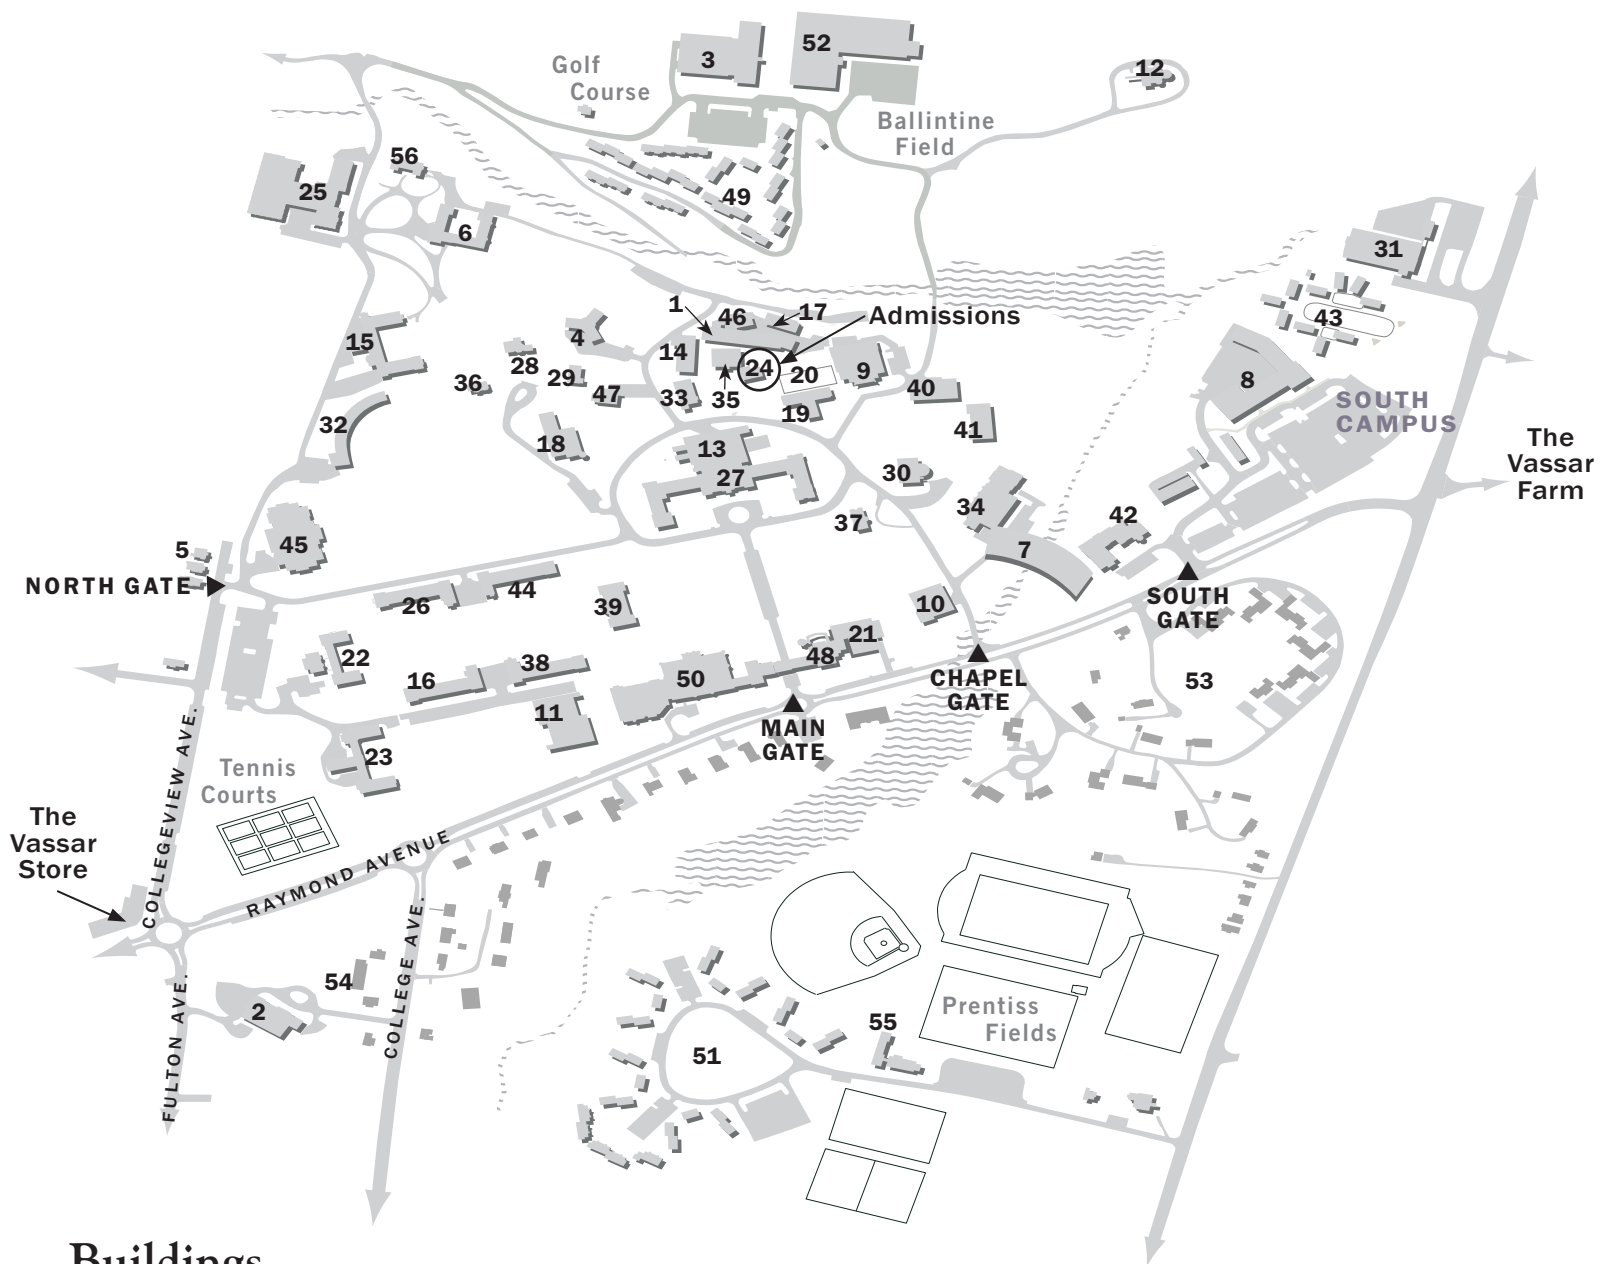 3
52
12
Golf
Course
Ballintine
Field
56
25
49
6
31
1
46
17
Admissions
43
4
15
14
28
24
20
9
8
36
29
47
33
35
40
19
SOUTH
CAMPUS
32
18
13
41
The
Vassar
Farm
27
30
34
37
42
5
45
7
NORTH GATE
26
44
39
10
SOUTH
GATE
22
21
48
16
38
50
CHAPEL
GATE
53
11
MAIN
GATE
23
Tennis
Courts
COLLEGEVIEW AVE.
The
Vassar
Store
RAYMOND AVENUE
COLLEGE AVE.
54
FULTON AVE.
2
51
55
Prentiss
Fields
Buildings